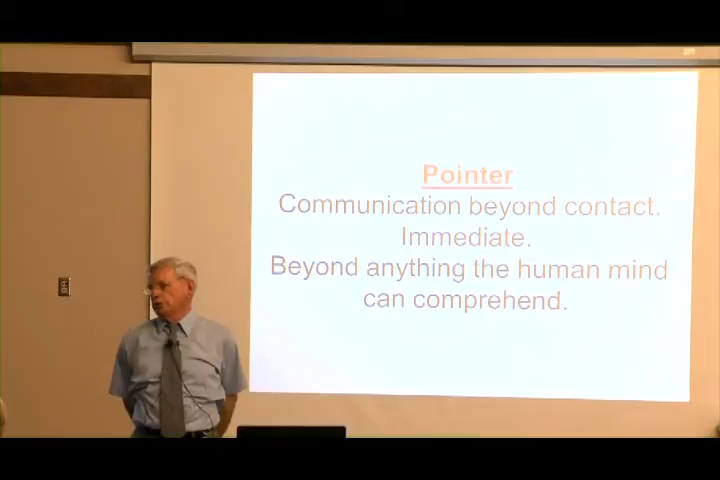 Pointer
Communication beyond contact.
Immediate.
Beyond anything the human mind
can comprehend.